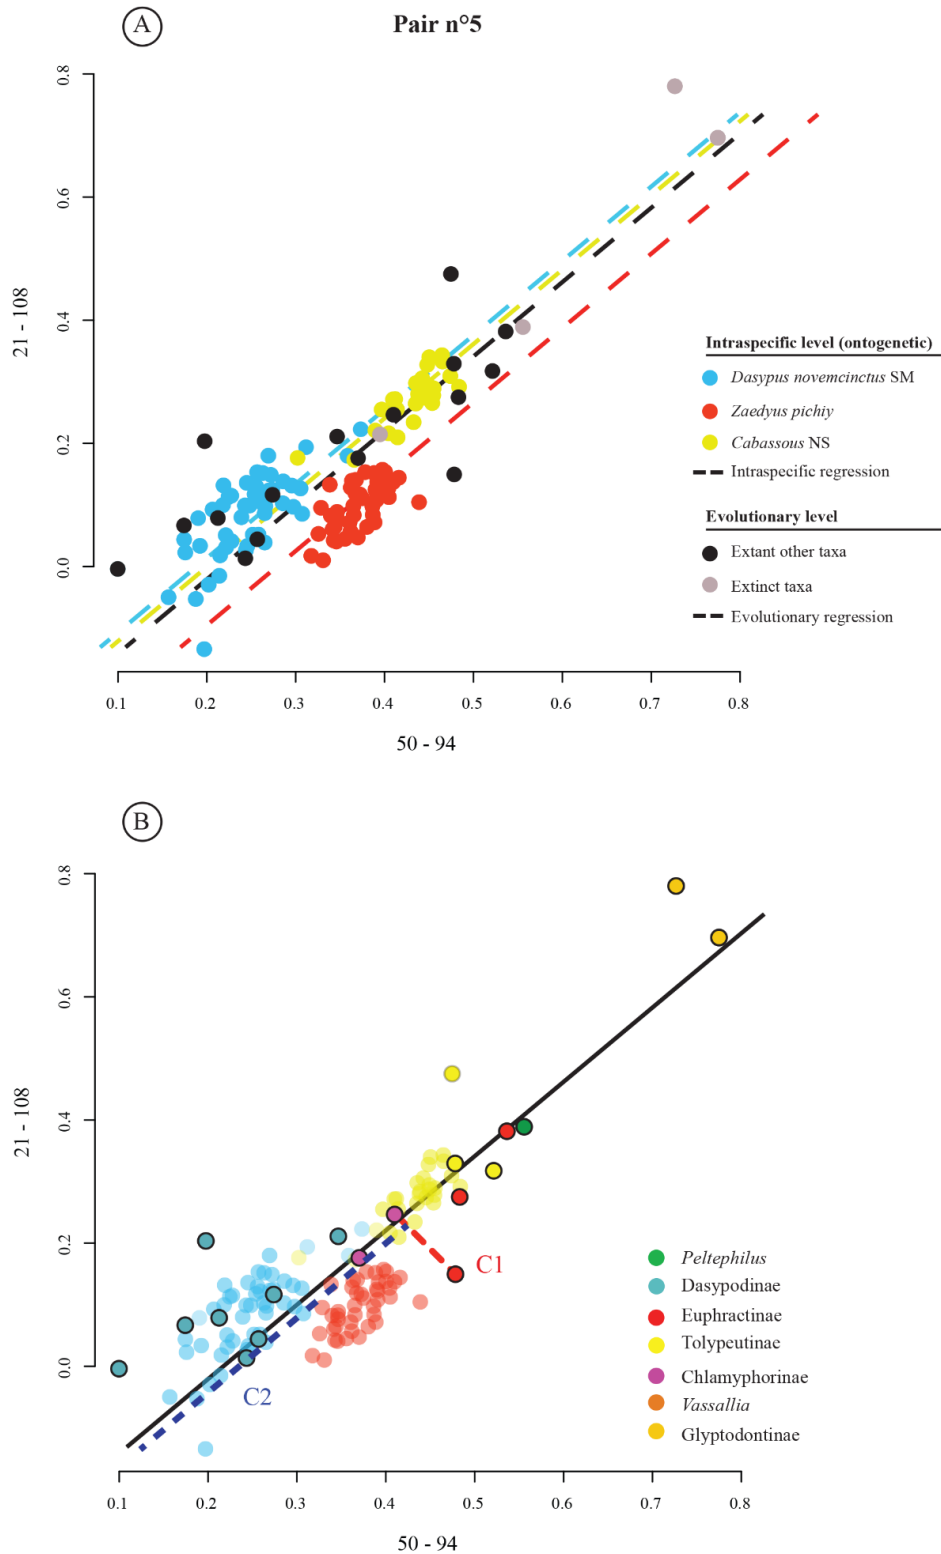 A
Pair n°5
0.8
0.6
0.4
0.2
0.0
21 - 108
0.1 0.2 0.3 0.4 0.5 0.6 0.7 0.8
50 - 94
Intraspecific level (ontogenetic)
Dasypus novemcinctus SM
Zaedyus pichiy
Cabassous NS
Intraspecific regression
Evolutionary level
Extant other taxa
Extinct taxa
Evolutionary regression
B
0.8
0.6
0.4
0.2
0.0
21 - 108
C1
C2
Peltephilus
Dasypodinae
Euphractinae
Tolypeutinae
Chlamyphorinae
Vassallia
Glyptodontinae
0.1 0.2 0.3 0.4 0.5 0.6 0.7 0.8
50 - 94